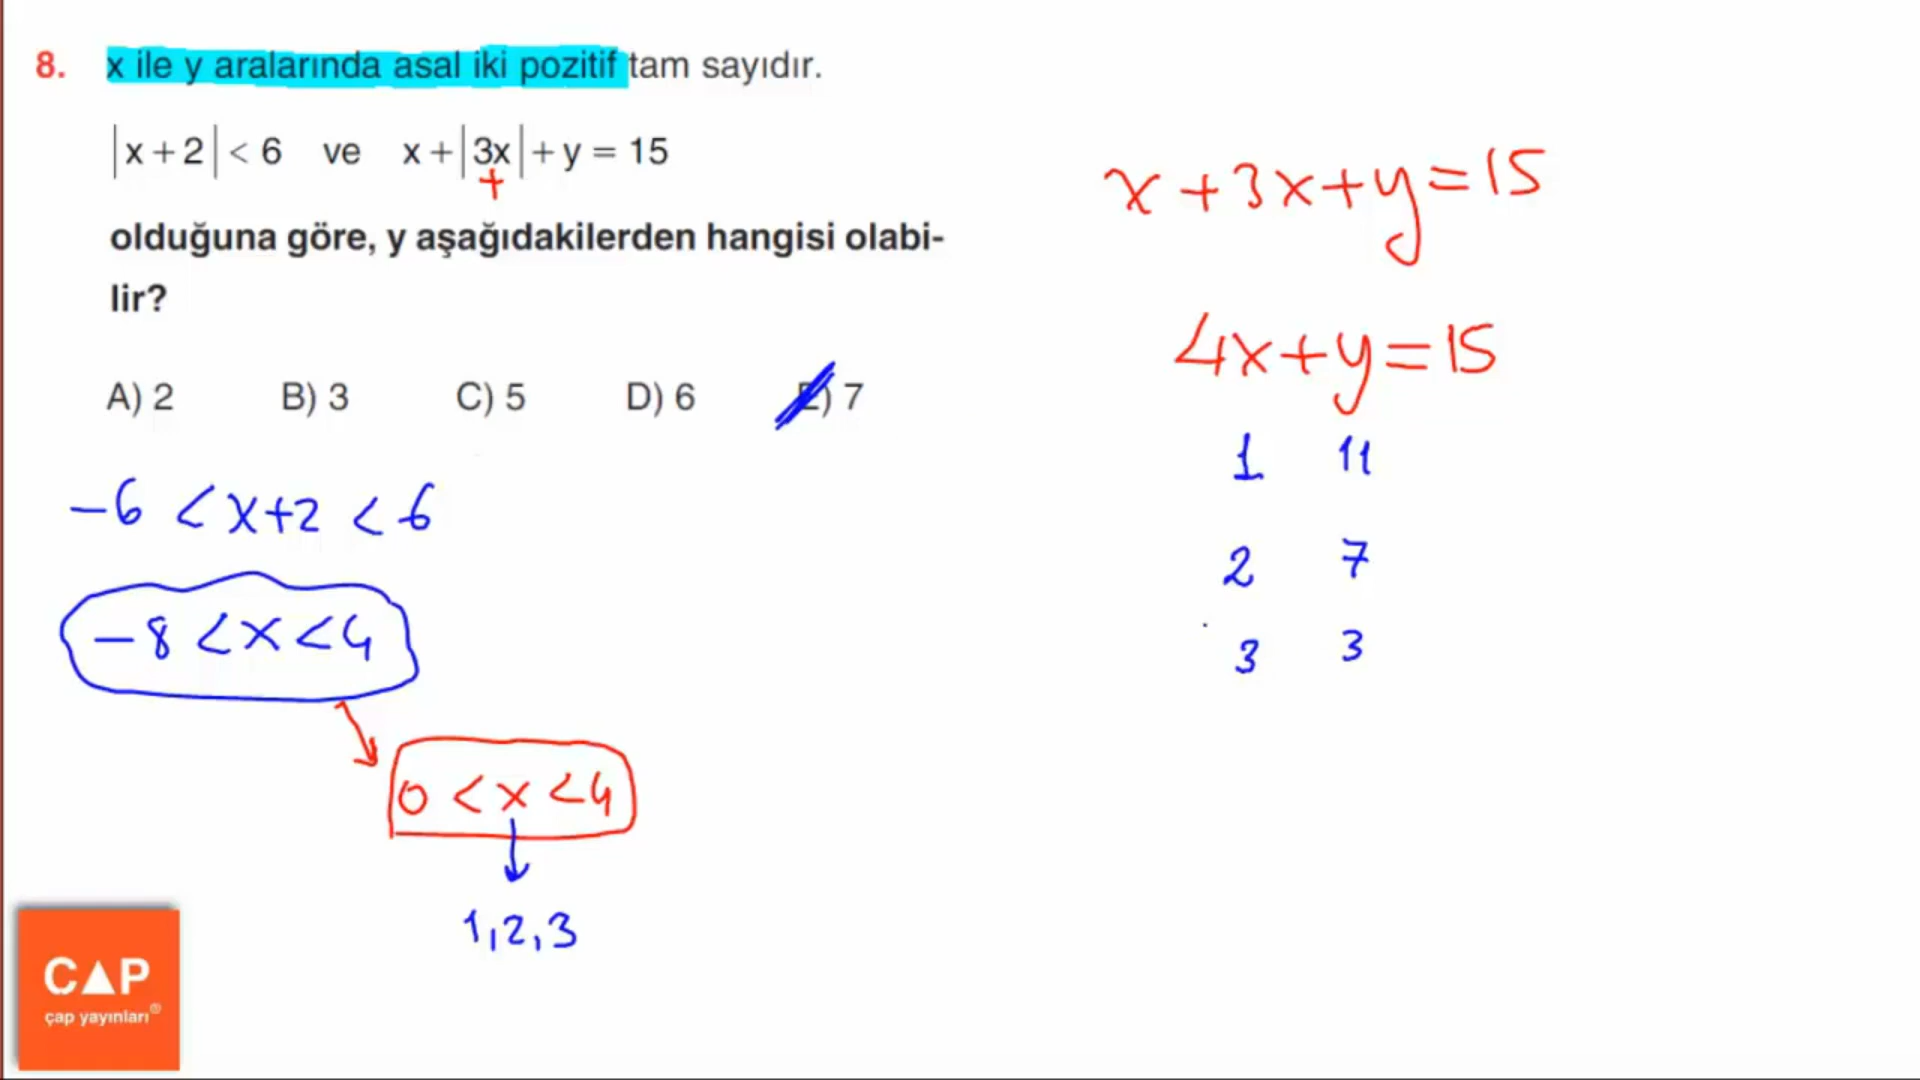 8. x ile y aralarında asal iki pozitif tam sayıdır.
|x + 2| < 6 ve x + |3x| + y = 15
+
olduğuna göre, y aşağıdakilerden hangisi olabi-
lir?
A) 2 B) 3 C) 5 D) 6 E) 7
-6 < x+2 < 6
-8 < x < 4
0 < x < 4
1, 2, 3
x + 3x + y = 15
4x + y = 15
1 11
2 7
3 3
CAP
çap yayınları®